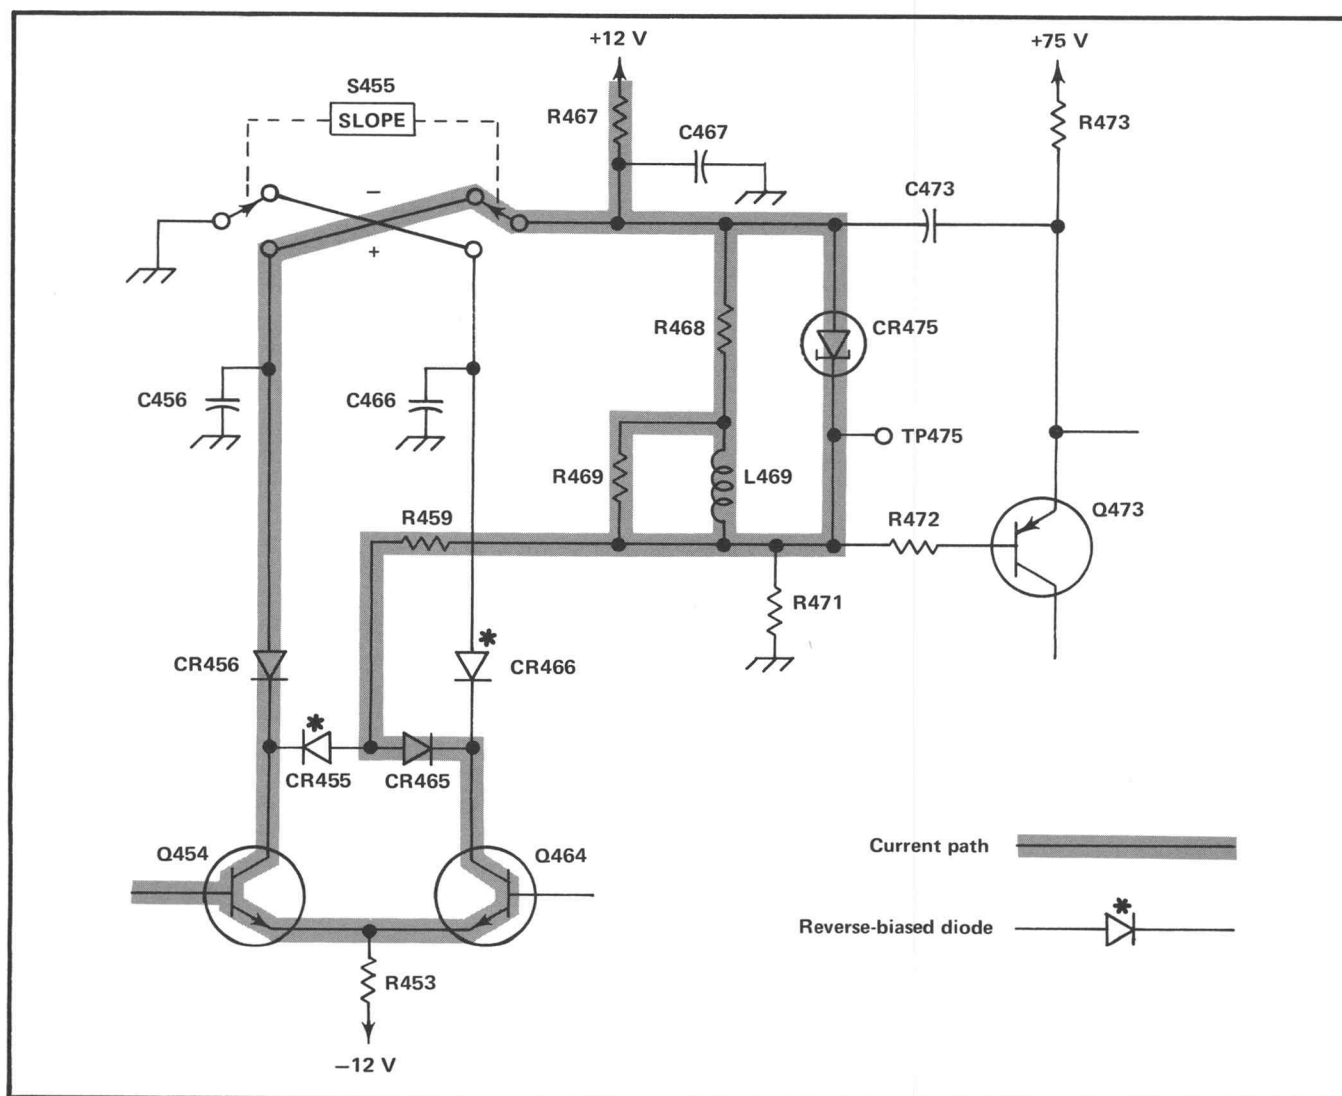 +12 V
+75 V
S455
SLOPE
R467
C467
R473
C473
−
+
R468
CR475
C456
C466
TP475
R469
L469
R459
R472
Q473
R471
CR456
*
CR466
*
CR455
CR465
Q454
Q464
Current path
*
Reverse-biased diode
R453
−12 V